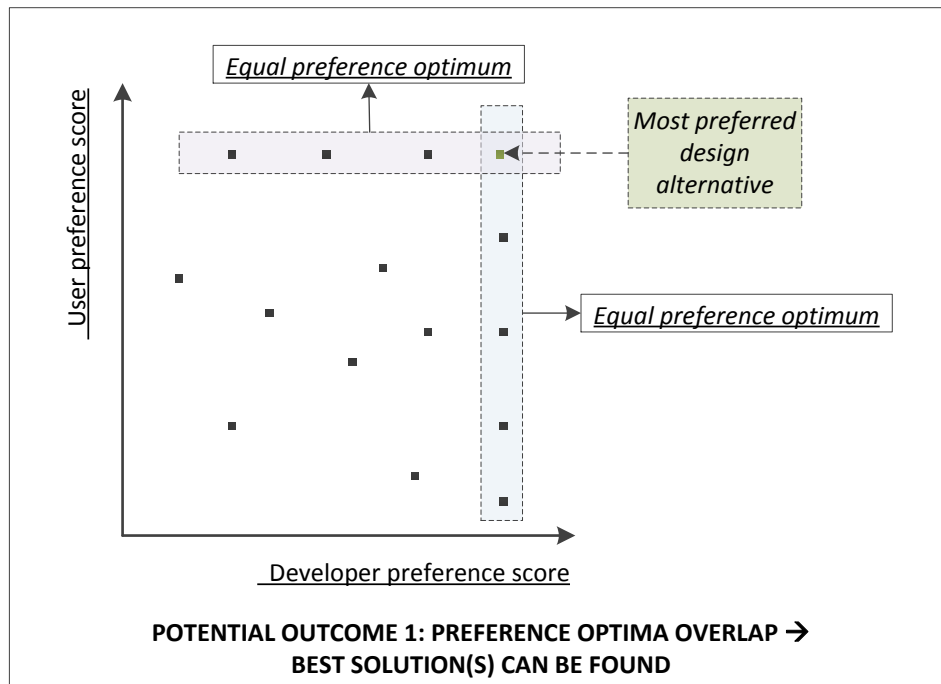 Equal preference optimum
Most preferred
design
alternative
User preference score
Equal preference optimum
Developer preference score
POTENTIAL OUTCOME 1: PREFERENCE OPTIMA OVERLAP →
BEST SOLUTION(S) CAN BE FOUND